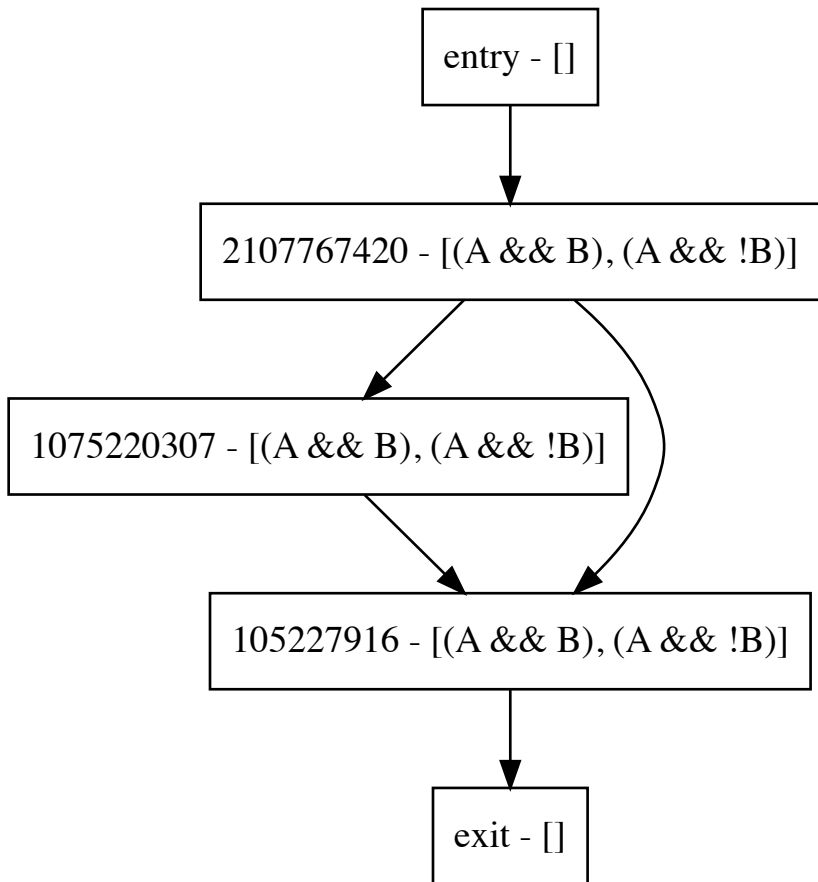 entry - []
2107767420 - [(A && B), (A && !B)]
1075220307 - [(A && B), (A && !B)]
105227916 - [(A && B), (A && !B)]
exit - []